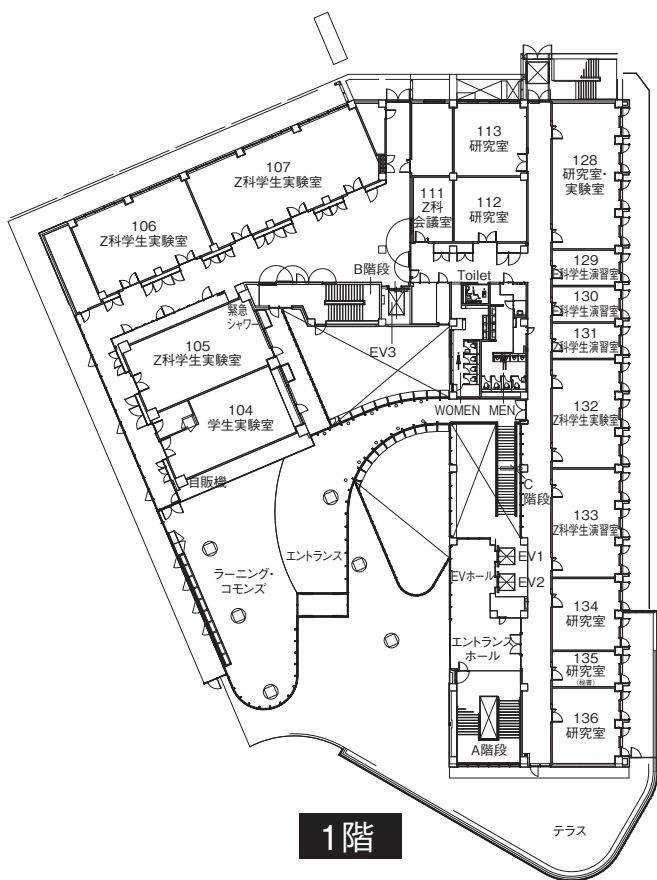 113
研究室
107
Z科学生実験室
128
研究室・
実験室
111
Z科
会議室
112
研究室
106
Z科学生実験室
129
Z科学生演習室
B階段
Toilet
130
Z科学生演習室
緊急
シャワー
131
Z科学生演習室
105
Z科学生実験室
EV3
132
Z科学生実験室
104
学生実験室
WOMEN
MEN
自販機
C
階段
133
Z科学生演習室
エントランス
EV1
EVホール
EV2
ラーニング・
コモンズ
134
研究室
エントランス
ホール
135
研究室
(秘書)
136
研究室
A階段
テラス
1階